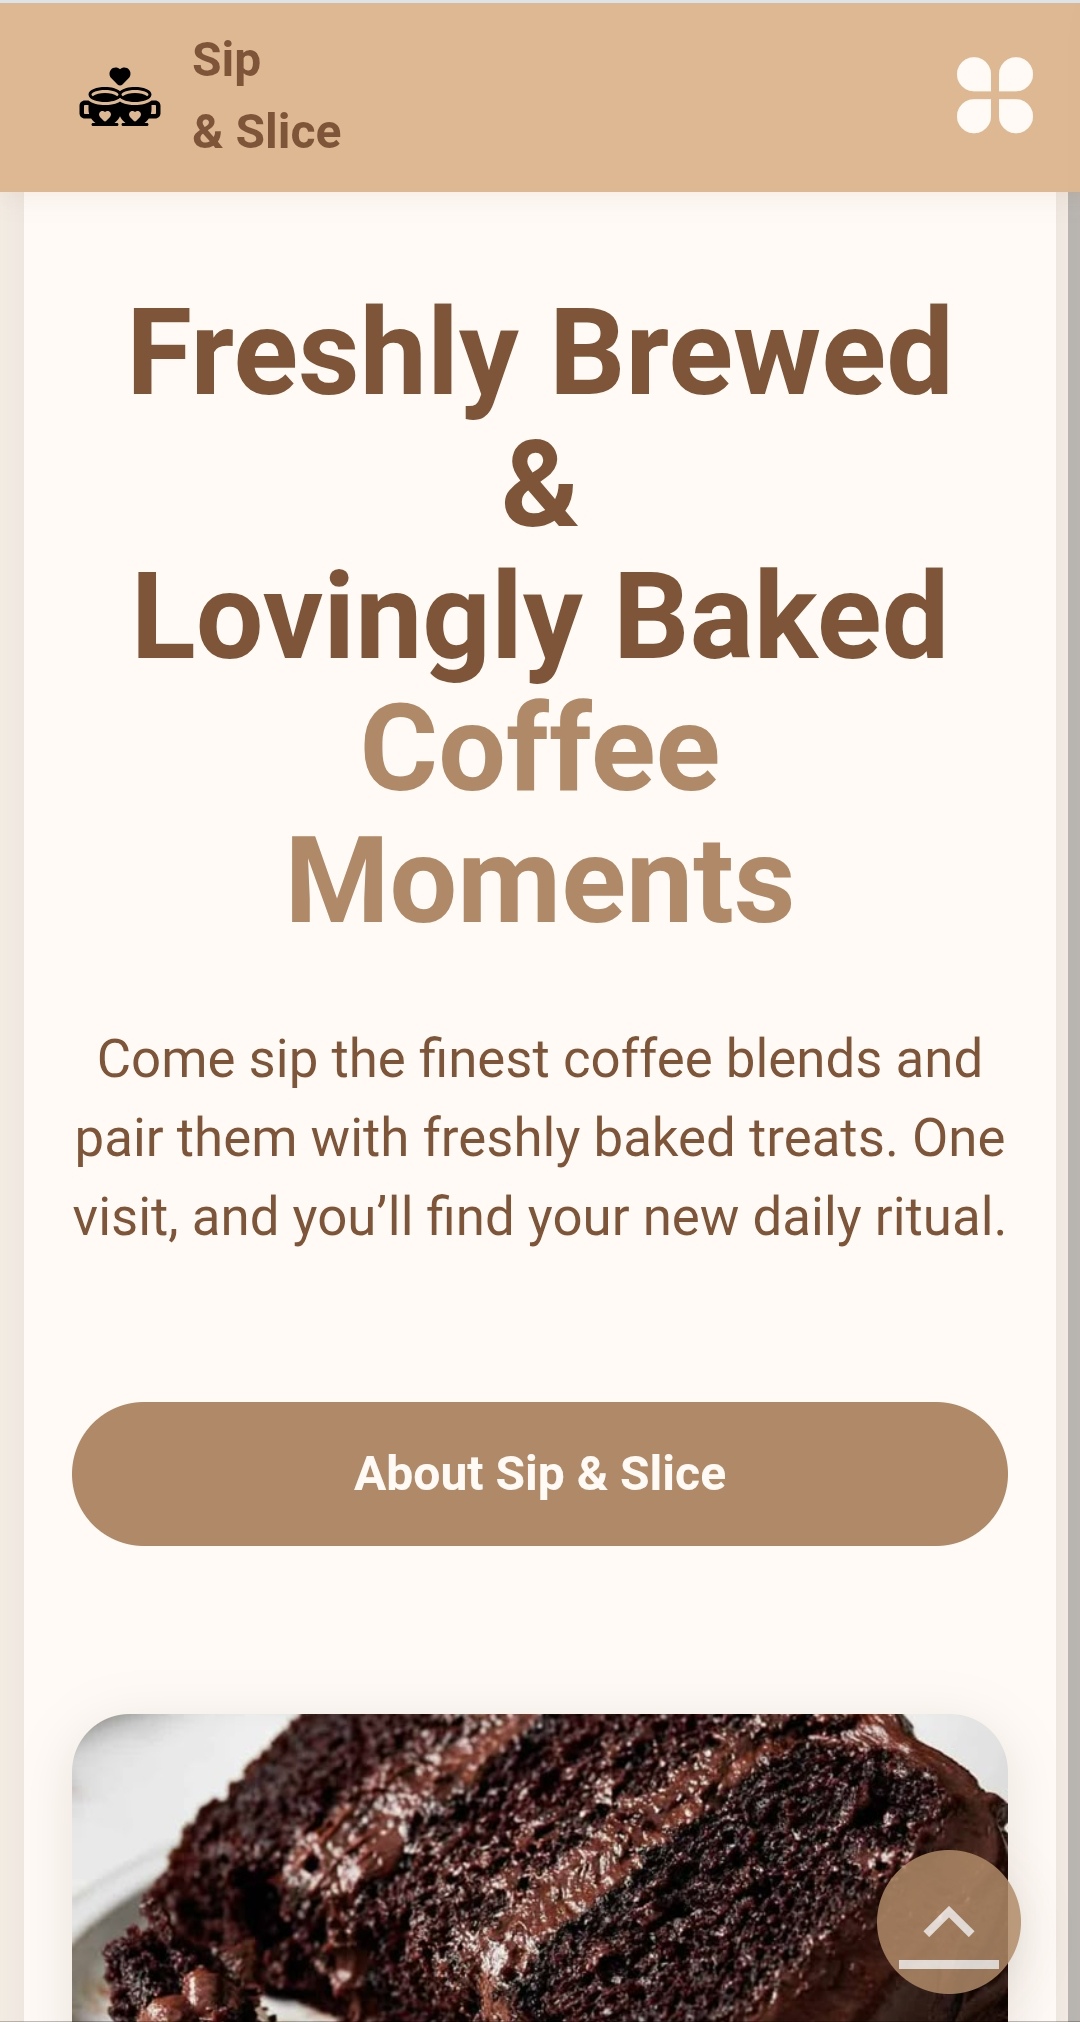 Sip
& Slice
Freshly Brewed
&
Lovingly Baked
Coffee
Moments
Come sip the finest coffee blends and
pair them with freshly baked treats. One
visit, and you’ll find your new daily ritual.
About Sip & Slice